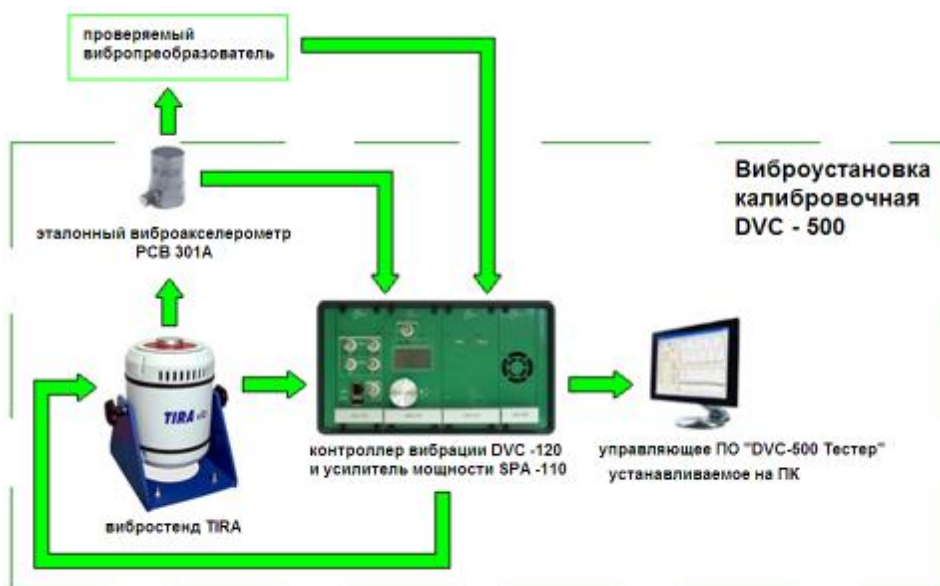 проверяемый
вибропреобразователь
Виброустановка
калибровочная
DVC - 500
эталонный виброакселерометр
PCB 301A
TIRA
контроллер вибрации DVC -120
и усилитель мощности SPA -110
управляющее ПО "DVC-500 Тестер"
устанавливаемое на ПК
вибростенд TIRA